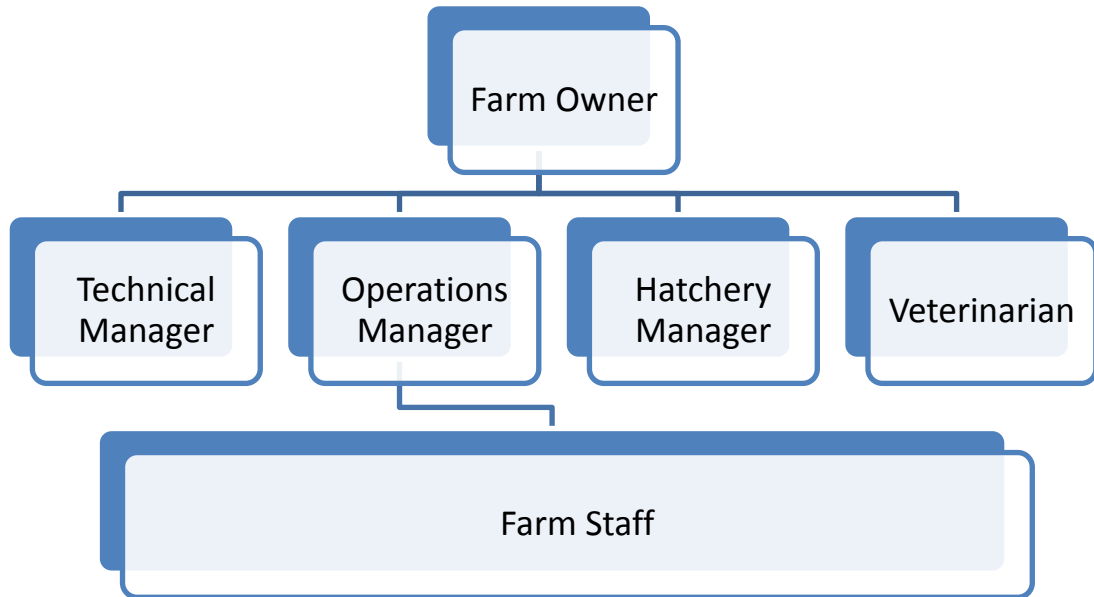 Farm Owner
Technical
Manager
Operations
Manager
Hatchery
Manager
Veterinarian
Farm Staff